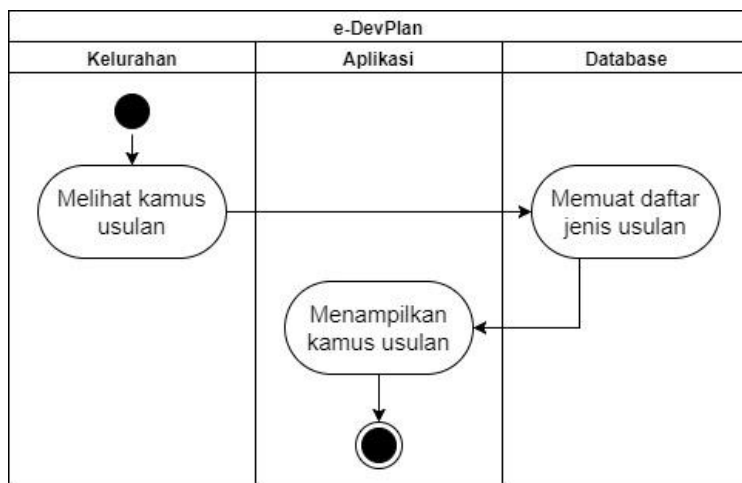 e-DevPlan
Kelurahan
Aplikasi
Database
Melihat kamus
usulan
Memuat daftar
jenis usulan
Menampilkan
kamus usulan